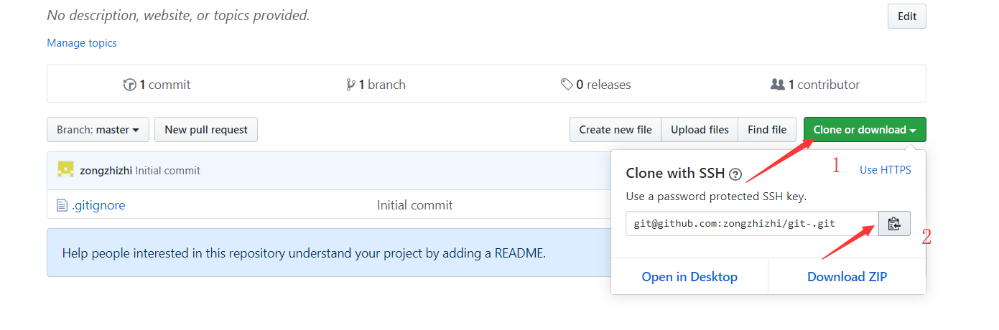 No description, website, or topics provided.
Edit
Manage topics
1 commit
1 branch
0 releases
1 contributor
Branch: master
New pull request
Create new file
Upload files
Find file
Clone or download
zongzhizhi Initial commit
1
Clone with SSH
Use HTTPS
Use a password protected SSH key.
.gitignore
Initial commit
git@github.com:zongzhizhi/git-.git
2
Help people interested in this repository understand your project by adding a README.
Open in Desktop
Download ZIP